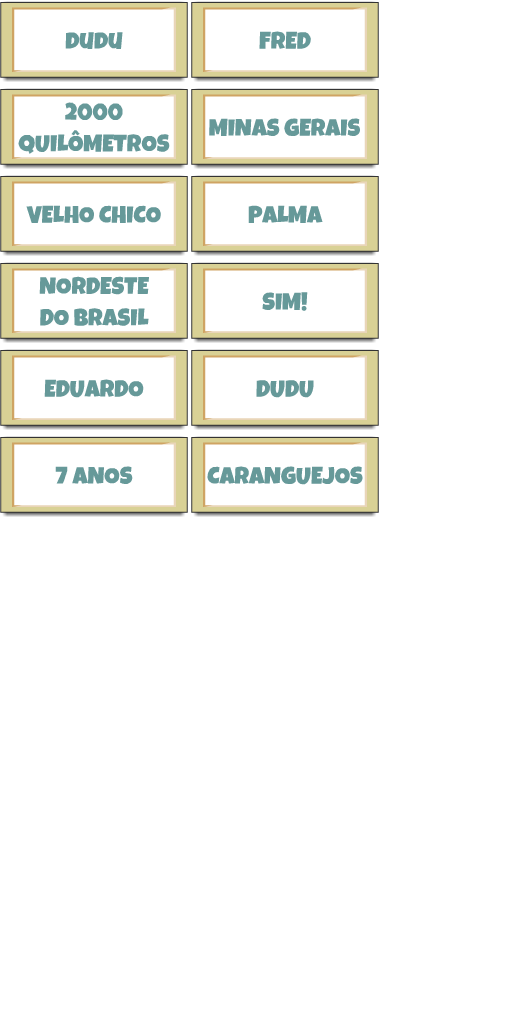 DUDU
FRED
2000
QUILÔMETROS
MINAS GERAIS
VELHO CHICO
PALMA
NORDESTE
DO BRASIL
SIM!
EDUARDO
DUDU
7 ANOS
CARANGUEJOS